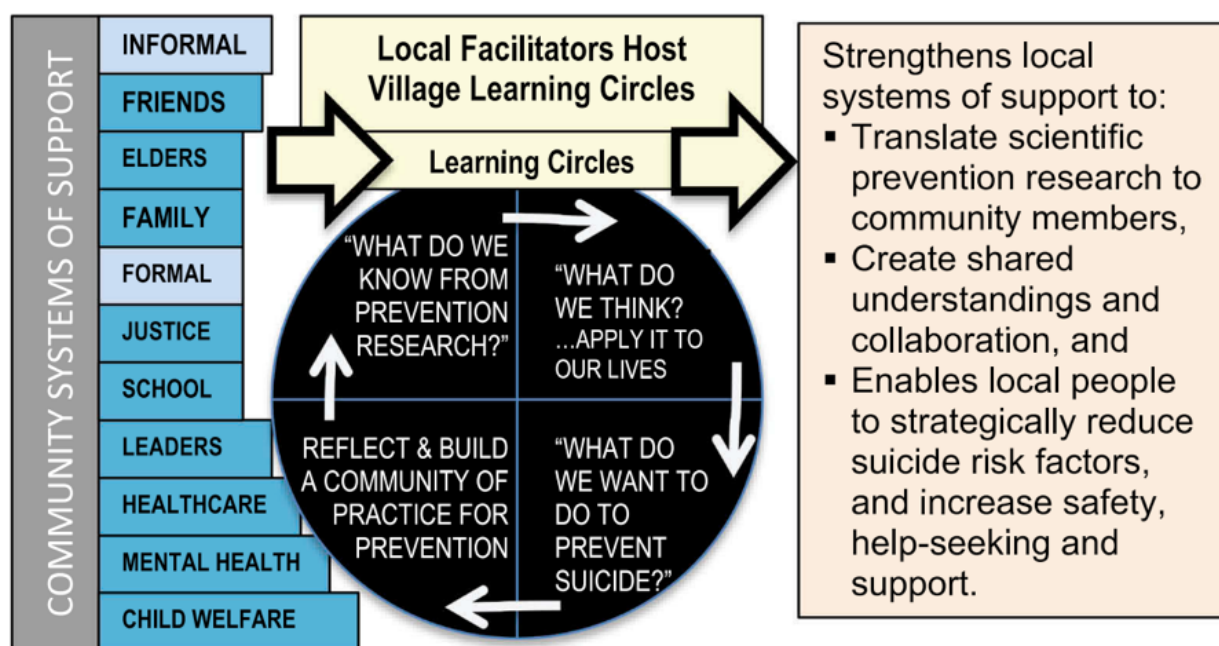 COMMUNITY SYSTEMS OF SUPPORT
INFORMAL
FRIENDS
ELDERS
FAMILY
FORMAL
JUSTICE
SCHOOL
LEADERS
HEALTHCARE
MENTAL HEALTH
CHILD WELFARE
Local Facilitators Host
Village Learning Circles
Learning Circles
“WHAT DO WE
KNOW FROM
PREVENTION
RESEARCH?”
“WHAT DO
WE THINK?
...APPLY IT TO
OUR LIVES
“WHAT DO
WE WANT TO
DO TO
PREVENT
SUICIDE?”
REFLECT & BUILD
A COMMUNITY OF
PRACTICE FOR
PREVENTION
Strengthens local
systems of support to:
▪ Translate scientific
prevention research to
community members,
▪ Create shared
understandings and
collaboration, and
▪ Enables local people
to strategically reduce
suicide risk factors,
and increase safety,
help-seeking and
support.